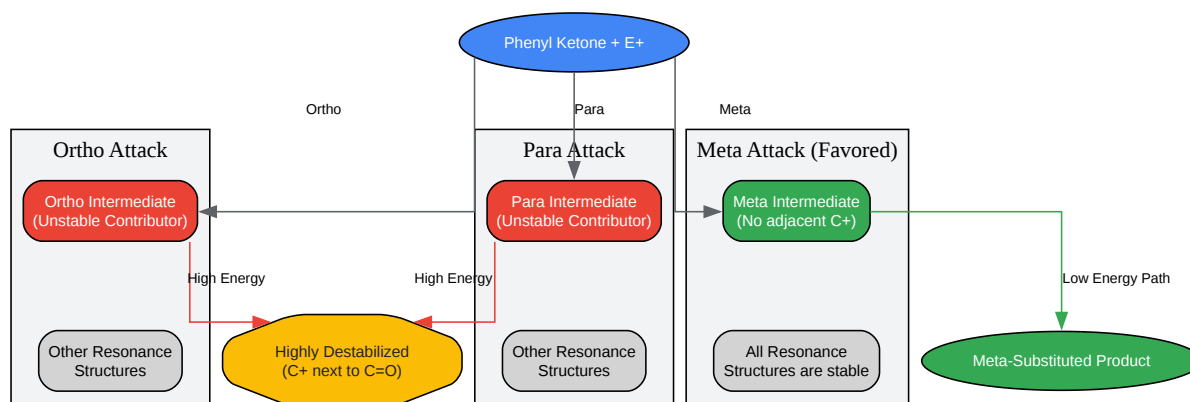 Phenyl Ketone + E+
Ortho
Para
Meta
Ortho Attack
Para Attack
Meta Attack (Favored)
Ortho Intermediate
(Unstable Contributor)
Para Intermediate
(Unstable Contributor)
Meta Intermediate
(No adjacent C+)
High Energy
High Energy
Low Energy Path
Other Resonance
Structures
Highly Destabilized
(C+ next to C=O)
Other Resonance
Structures
All Resonance
Structures are stable
Meta-Substituted Product